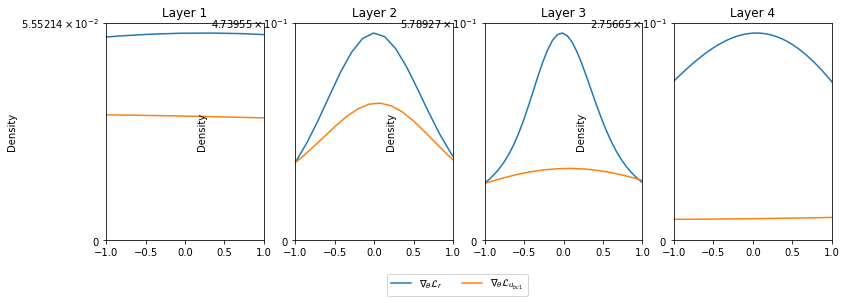 Layer 1
Layer 2
Layer 3
Layer 4
5.55214 × 10⁻²
4.73955 × 10⁻¹
5.78927 × 10⁻¹
2.75665 × 10⁻¹
Density
Density
Density
Density
0
0
0
0
−1.0 −0.5 0.0 0.5 1.0
−1.0 −0.5 0.0 0.5 1.0
−1.0 −0.5 0.0 0.5 1.0
−1.0 −0.5 0.0 0.5 1.0
∇θℒr ∇θℒu_bc1